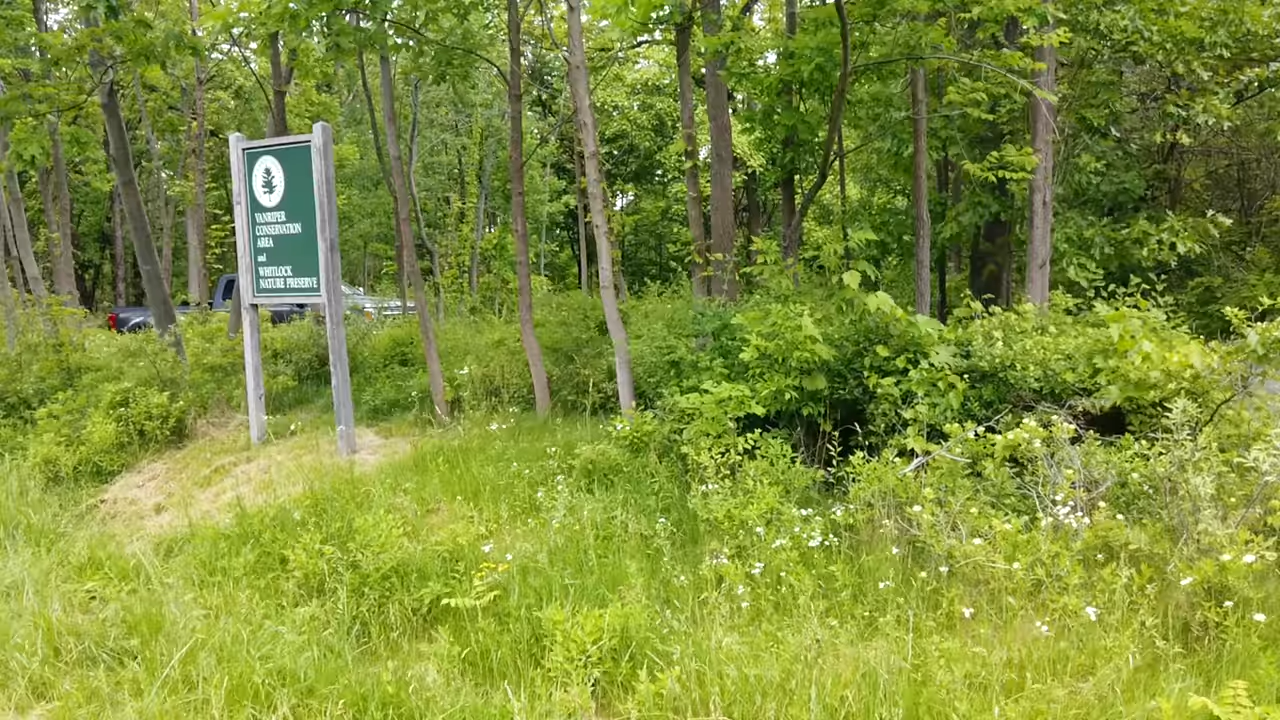 VANRIPER
CONSERVATION
AREA
and
WHITLOCK
NATURE PRESERVE